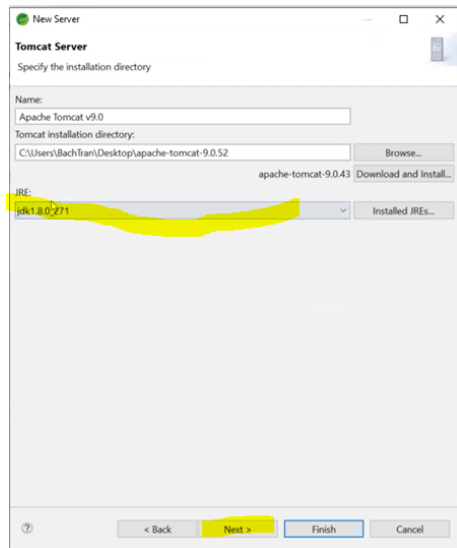 New Server
Tomcat Server
Specify the installation directory
Name:
Apache Tomcat v9.0
Tomcat installation directory:
C:\Users\BachTran\Desktop\apache-tomcat-9.0.52 Browse...
apache-tomcat-9.0.43 Download and Install...
JRE:
jdk1.8.0_271 Installed JREs...
< Back Next > Finish Cancel